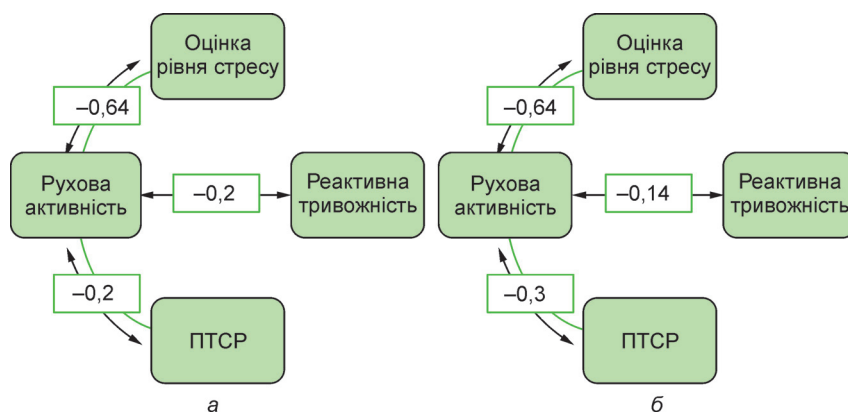 Оцінка
рівня стресу
–0,64
Рухова
активність
–0,2
Реактивна
тривожність
–0,2
ПТСР
а
Оцінка
рівня стресу
–0,64
Рухова
активність
–0,14
Реактивна
тривожність
–0,3
ПТСР
б